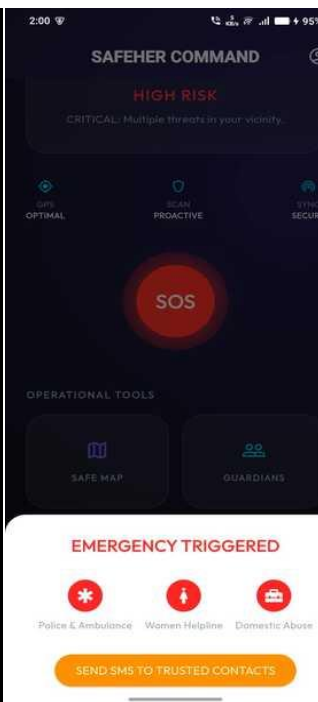 2:00
95%
SAFEHER COMMAND
HIGH RISK
CRITICAL: Multiple threats in your vicinity.
GPS SCAN SYNC
OPTIMAL PROACTIVE SECUR
SOS
OPERATIONAL TOOLS
SAFE MAP GUARDIANS
EMERGENCY TRIGGERED
Police & Ambulance Women Helpline Domestic Abuse
SEND SMS TO TRUSTED CONTACTS